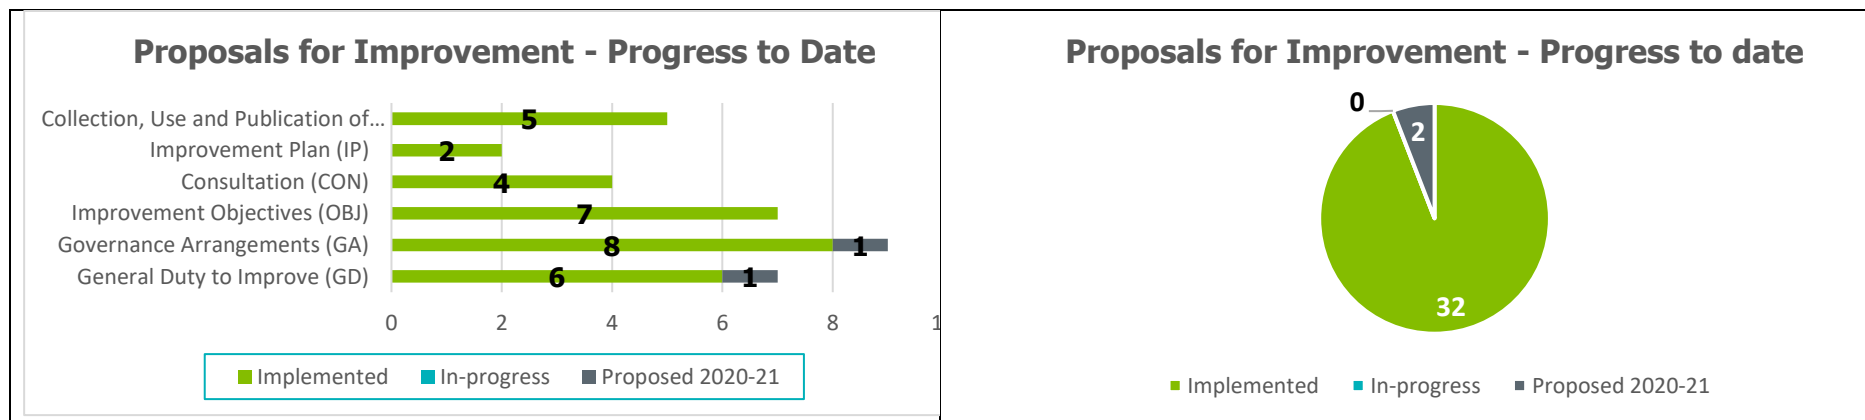 Proposals for Improvement - Progress to Date
Collection, Use and Publication of... 5
Improvement Plan (IP) 2
Consultation (CON) 4
Improvement Objectives (OBJ) 7
Governance Arrangements (GA) 8 1
General Duty to Improve (GD) 6 1
0 2 4 6 8 1
Implemented In-progress Proposed 2020-21
Proposals for Improvement - Progress to date
0
2
32
Implemented In-progress Proposed 2020-21